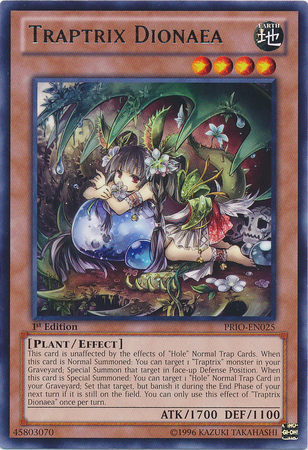 Traptrix Dionaea
EARTH
地
1st Edition
PRIO-EN025
[PLANT / EFFECT]
This card is unaffected by the effects of "Hole" Normal Trap Cards. When
this card is Normal Summoned: You can target 1 "Traptrix" monster in your
Graveyard; Special Summon that target in face-up Defense Position. When
this card is Special Summoned: You can target 1 "Hole" Normal Trap Card in
your Graveyard; Set that target, but banish it during the End Phase of your
next turn if it is still on the field. You can only use this effect of "Traptrix
Dionaea" once per turn.
ATK/1700 DEF/1100
45803070
©1996 KAZUKI TAKAHASHI